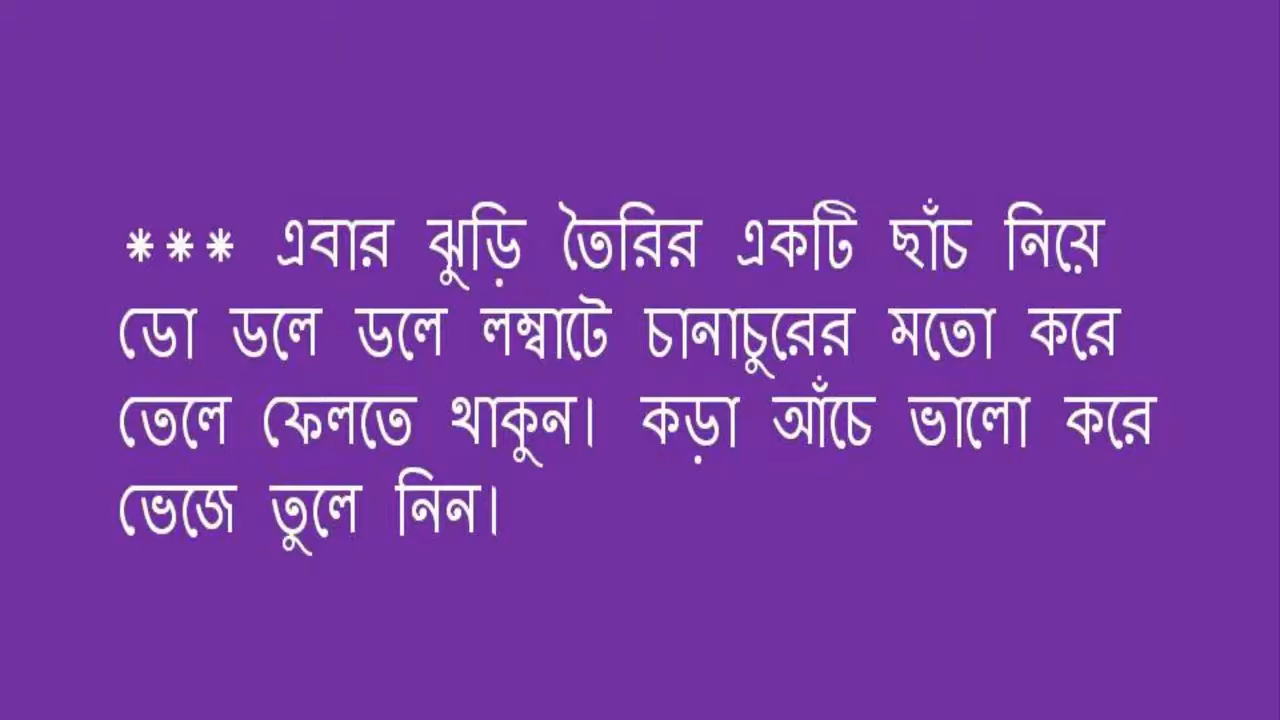 *** এবার ঝুড়ি তৈরির একটি ছাঁচ নিয়ে
ডো ডলে ডলে লম্বাটে চানাচুরের মতো করে
তেলে ফেলতে থাকুন। কড়া আঁচে ভালো করে
ভেজে তুলে নিন।